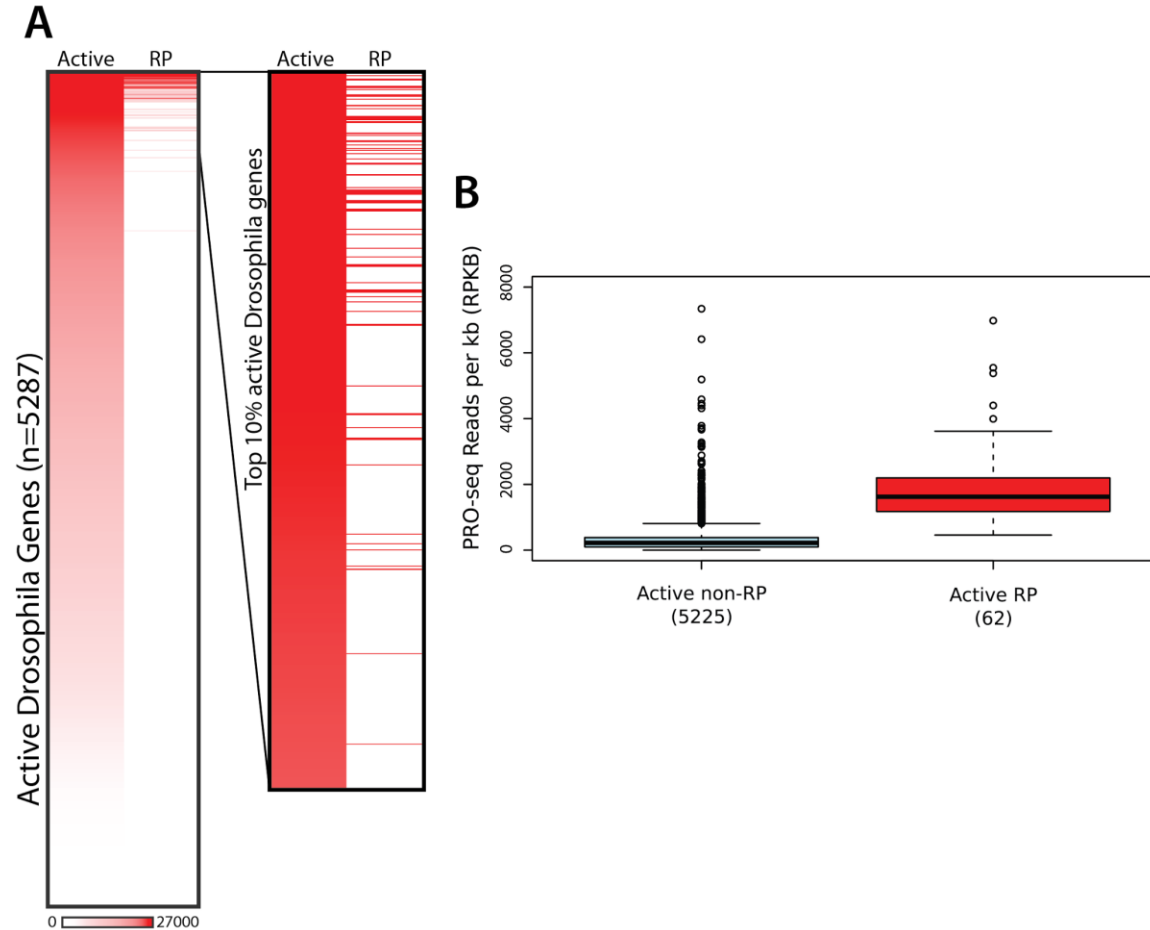 A
Active RP
Active RP
Active Drosophila Genes (n=5287)
Top 10% active Drosophila genes
0 27000
B
PRO-seq Reads per kb (RPKB)
8000
6000
4000
2000
0
Active non-RP
(5225)
Active RP
(62)